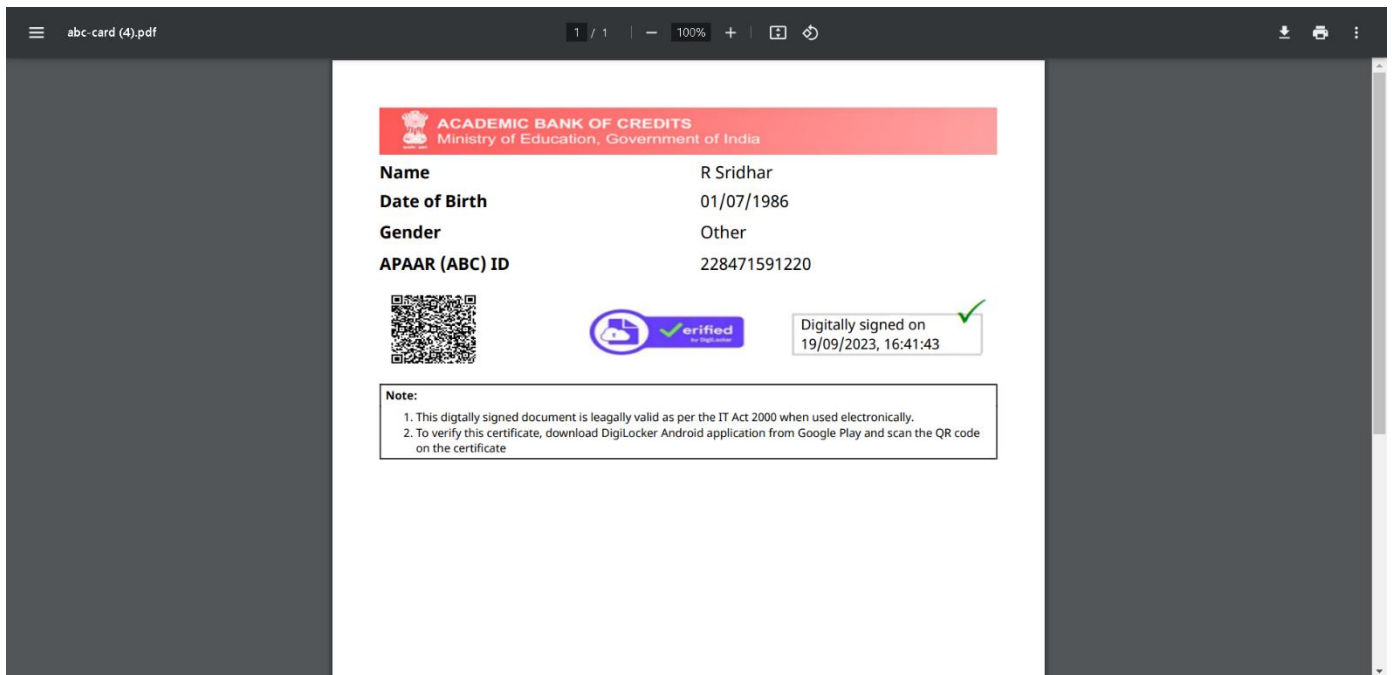 abc-card (4).pdf
1 / 1 | — 100% + |
ACADEMIC BANK OF CREDITS
Ministry of Education, Government of India
Name R Sridhar
Date of Birth 01/07/1986
Gender Other
APAAR (ABC) ID 228471591220
erified
by DigiLocker
Digitally signed on
19/09/2023, 16:41:43
Note:
1. This digtally signed document is leagally valid as per the IT Act 2000 when used electronically.
2. To verify this certificate, download DigiLocker Android application from Google Play and scan the QR code
on the certificate